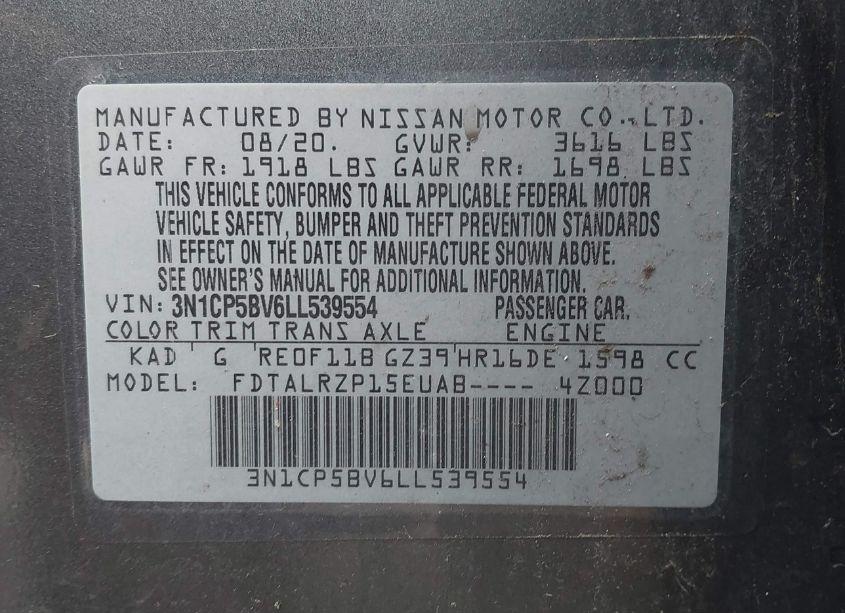 MANUFACTURED BY NISSAN MOTOR CO.,LTD.
DATE: 08/20. GVWR: 3616 LBS
GAWR FR: 1918 LBS GAWR RR: 1698 LBS
THIS VEHICLE CONFORMS TO ALL APPLICABLE FEDERAL MOTOR
VEHICLE SAFETY, BUMPER AND THEFT PREVENTION STANDARDS
IN EFFECT ON THE DATE OF MANUFACTURE SHOWN ABOVE.
SEE OWNER'S MANUAL FOR ADDITIONAL INFORMATION.
VIN: 3N1CP5BV6LL539554 PASSENGER CAR.
COLOR TRIM TRANS AXLE ENGINE
KAD G RE0F11B GZ39 HR16DE 1598 CC
MODEL: FDTALRZP15EUAB---- 4Z000
3N1CP5BV6LL539554